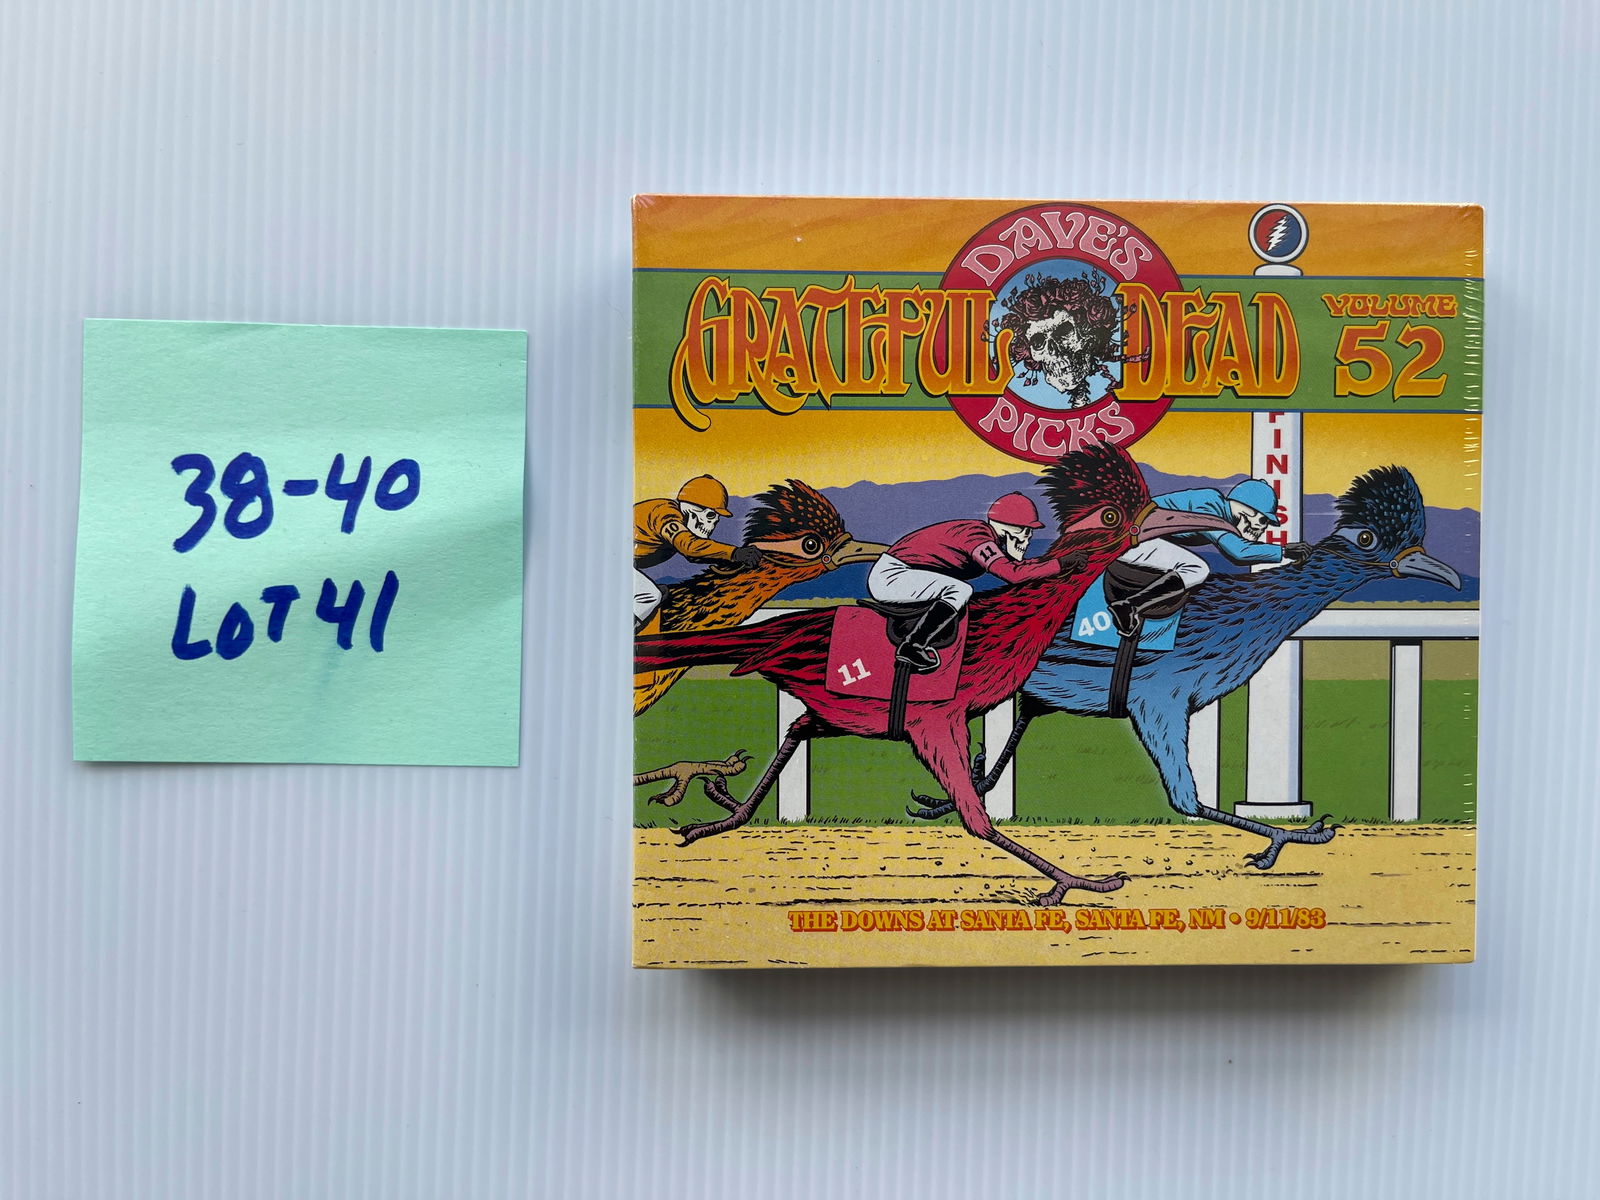 38-40
LOT 41
DAVE'S
GRATEFUL DEAD
PICKS
VOLUME
52
FINISH
10
11
11
40
THE DOWNS AT SANTA FE, SANTA FE, NM • 9/11/83